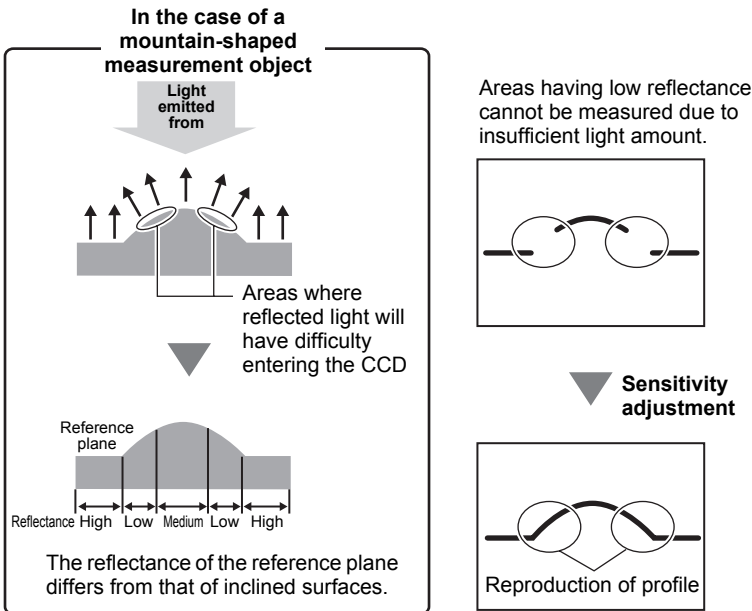 In the case of a
mountain-shaped
measurement object
Light
emitted
from
Areas where
reflected light will
have difficulty
entering the CCD
Reference
plane
Reflectance High Low Medium Low High
The reflectance of the reference plane
differs from that of inclined surfaces.
Areas having low reflectance
cannot be measured due to
insufficient light amount.
Sensitivity
adjustment
Reproduction of profile